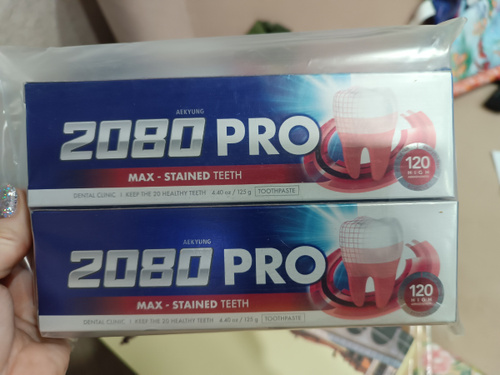 AEKYUNG
2080 PRO
MAX - STAINED TEETH
DENTAL CLINIC KEEP THE 20 HEALTHY TEETH 4.40 oz / 125 g TOOTHPASTE
120
HIGH
AEKYUNG
2080 PRO
MAX - STAINED TEETH
DENTAL CLINIC KEEP THE 20 HEALTHY TEETH 4.40 oz / 125 g TOOTHPASTE
120
HIGH